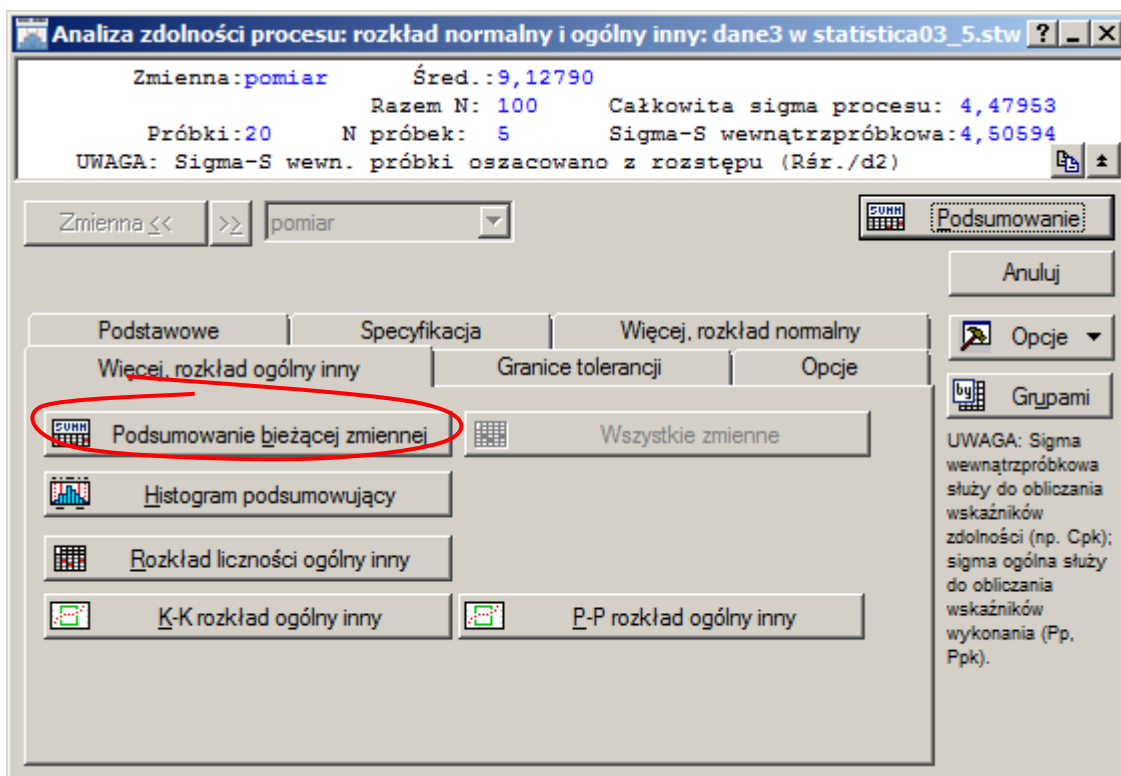 Analiza zdolności procesu: rozkład normalny i ogólny inny: dane3 w statistica03_5.stw
Zmienna:pomiar Śred.:9,12790
Razem N: 100 Całkowita sigma procesu: 4,47953
Próbki:20 N próbek: 5 Sigma-S wewnątrzpróbkowa:4,50594
UWAGA: Sigma-S wewn. próbki oszacowano z rozstępu (Rśr./d2)
Zmienna << >> pomiar
SUMM Podsumowanie
Anuluj
Podstawowe Specyfikacja Więcej, rozkład normalny
Opcje
Więcej, rozkład ogólny inny Granice tolerancji Opcje
by Grupami
SUMM Podsumowanie bieżącej zmiennej Wszystkie zmienne
Histogram podsumowujący
Rozkład liczności ogólny inny
K-K rozkład ogólny inny P-P rozkład ogólny inny
UWAGA: Sigma
wewnątrzpróbkowa
służy do obliczania
wskaźników
zdolności (np. Cpk);
sigma ogólna służy
do obliczania
wskaźników
wykonania (Pp,
Ppk).